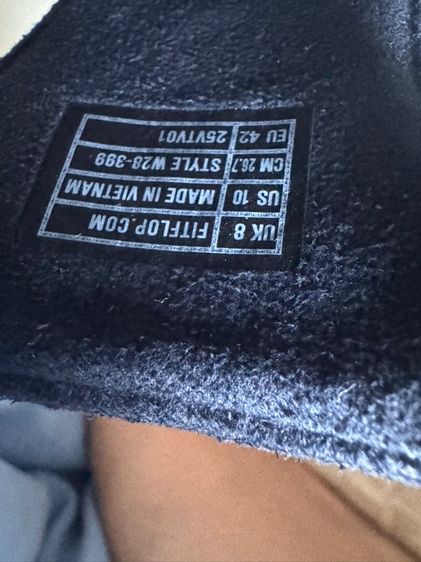 UK 8 FITFLOP.COM
US 10 MADE IN VIETNAM
CM 26.7 STYLE W28-399
EU 42 25VTV01